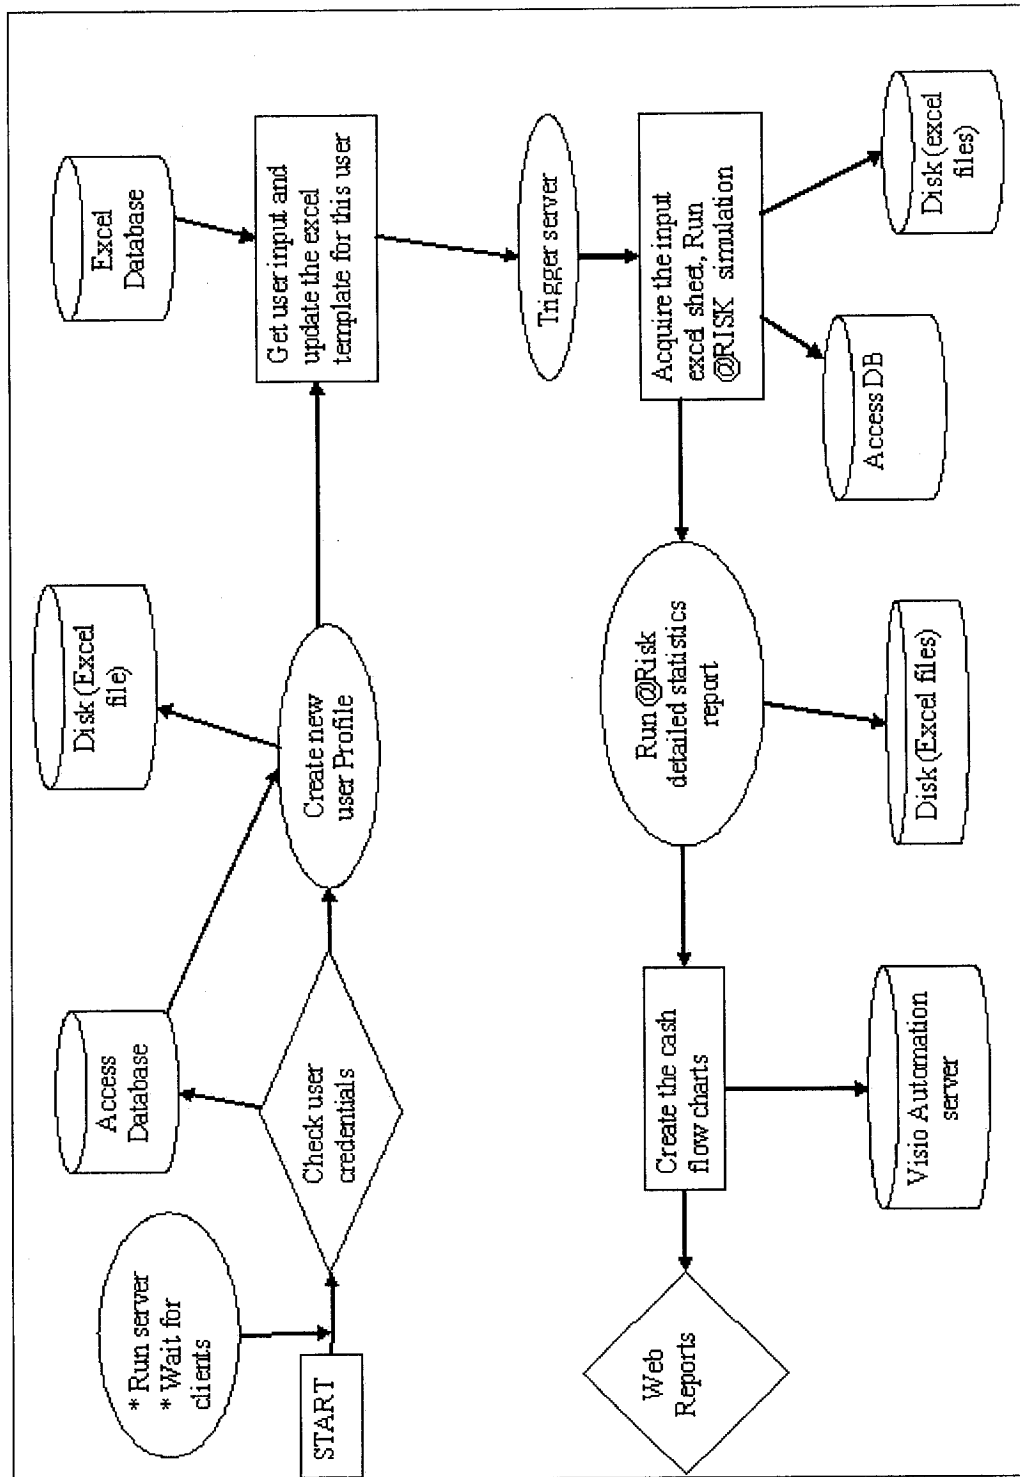 * Run server
* Wait for
clients
START
Check user
credentials
Access
Database
Create new
user Profile
Disk (Excel
file)
Excel
Database
Get user input and
update the excel
template for this user
Trigger server
Acquire the input
excel sheet, Run
@RISK simulation
Disk (excel
files)
Access DB
Run @Risk
detailed statistics
report
Disk (Excel files)
Create the cash
flow charts
Visio Automation
server
Web
Reports